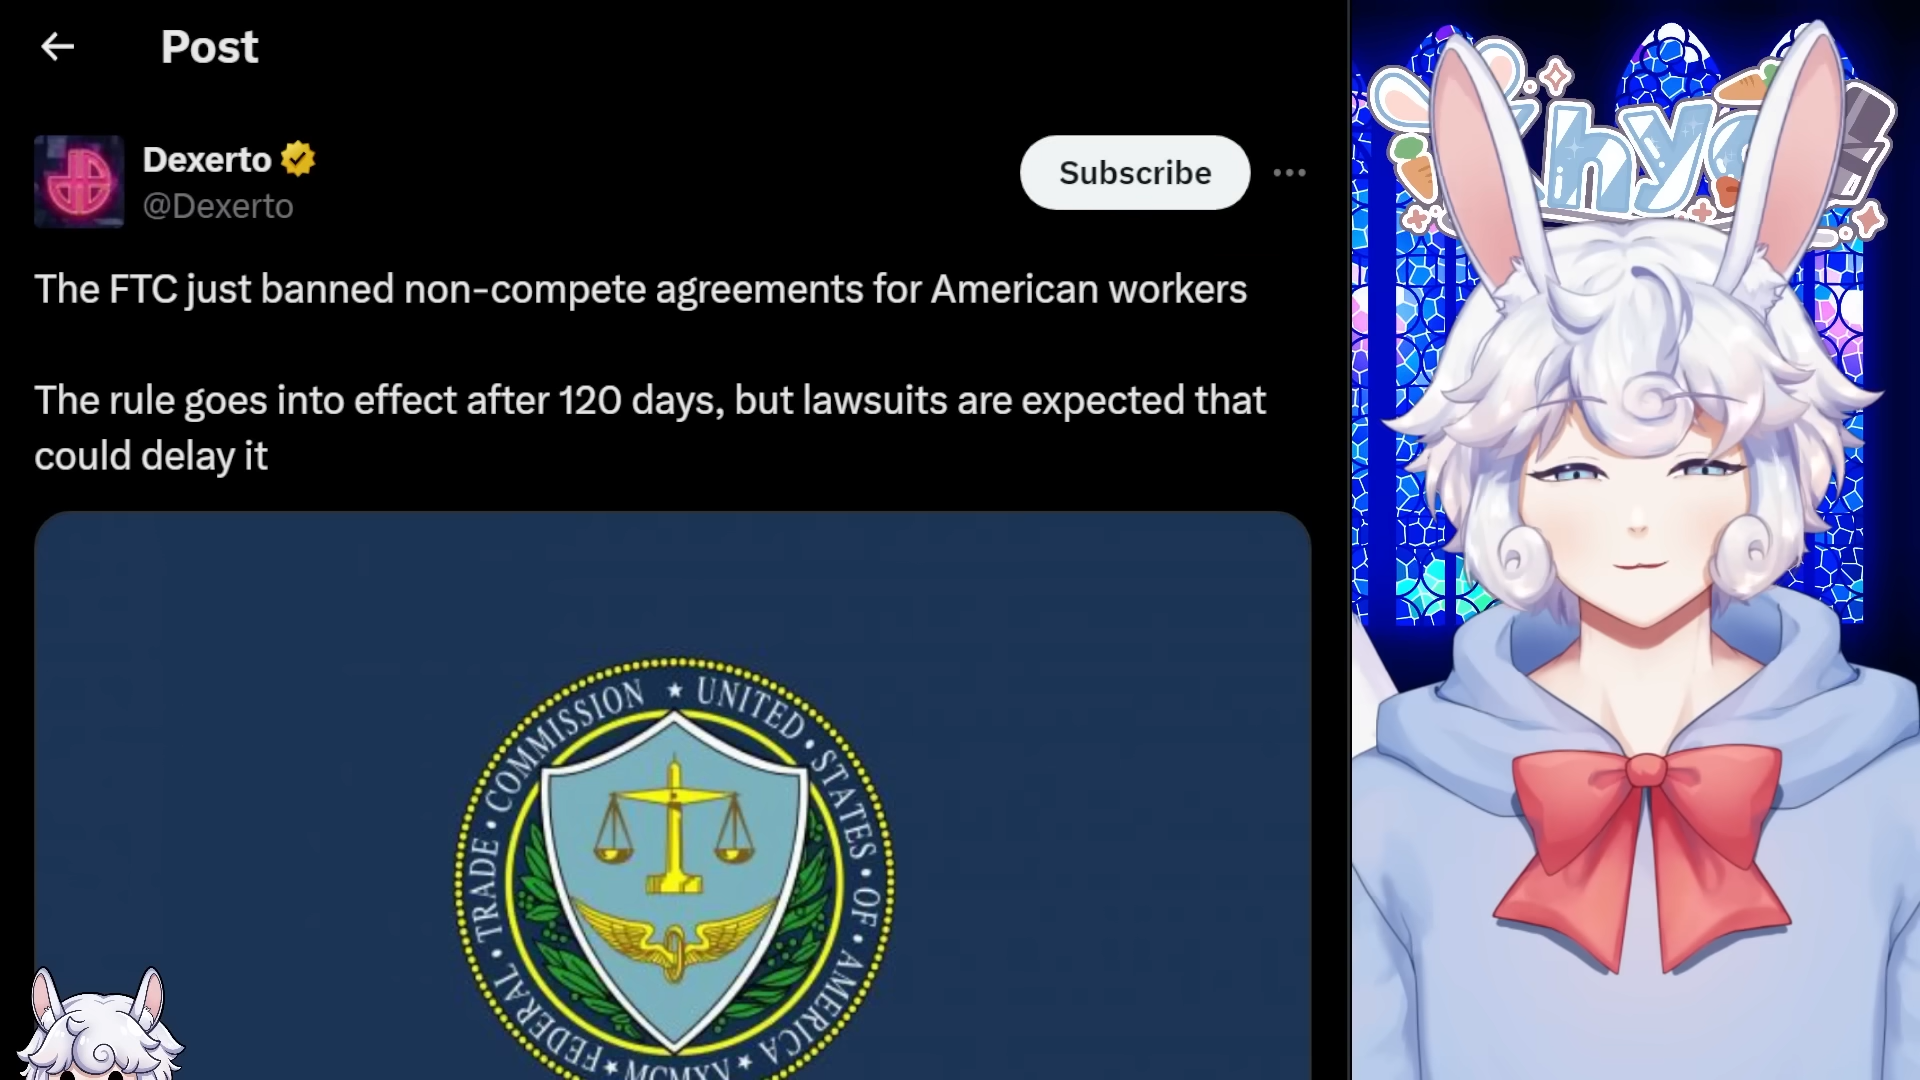 Post
Dexerto
@Dexerto
Subscribe
The FTC just banned non-compete agreements for American workers
The rule goes into effect after 120 days, but lawsuits are expected that
could delay it
FEDERAL • TRADE • COMMISSION ★ UNITED • STATES • OF • AMERICA ★ MCMXV ★